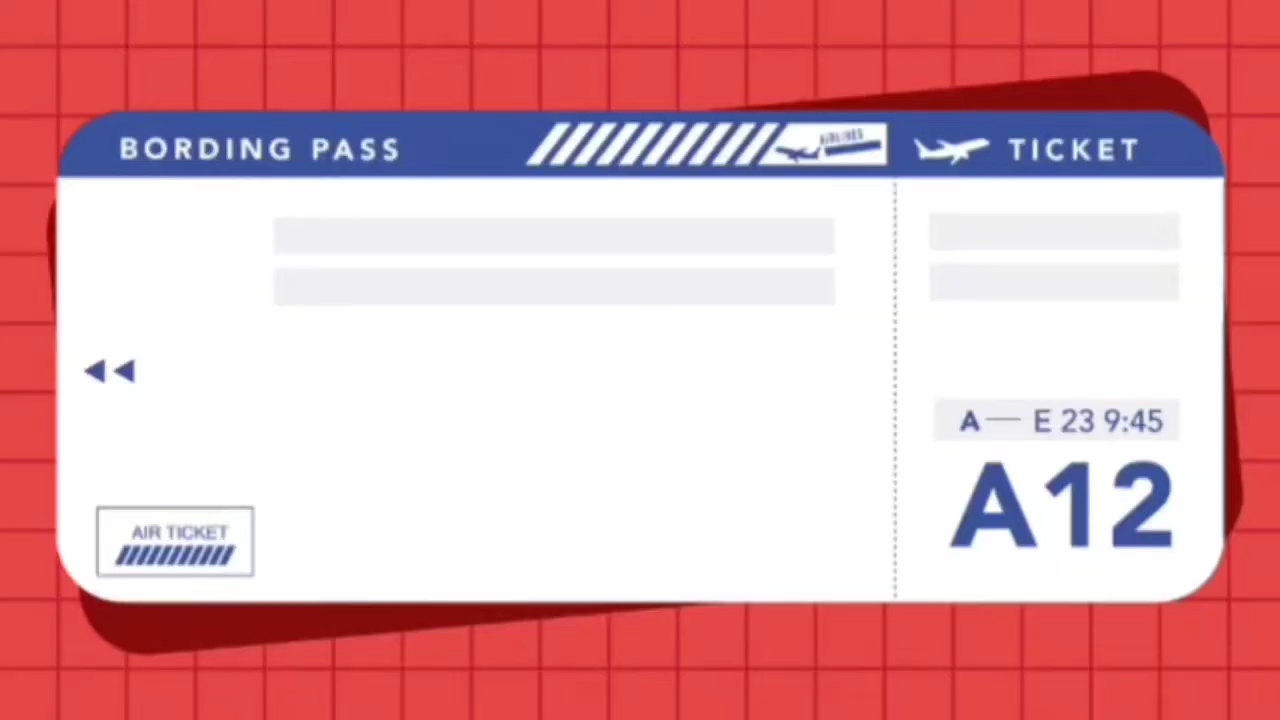 BORDING PASS
AIRLINES
TICKET
A — E 23 9:45
A12
AIR TICKET